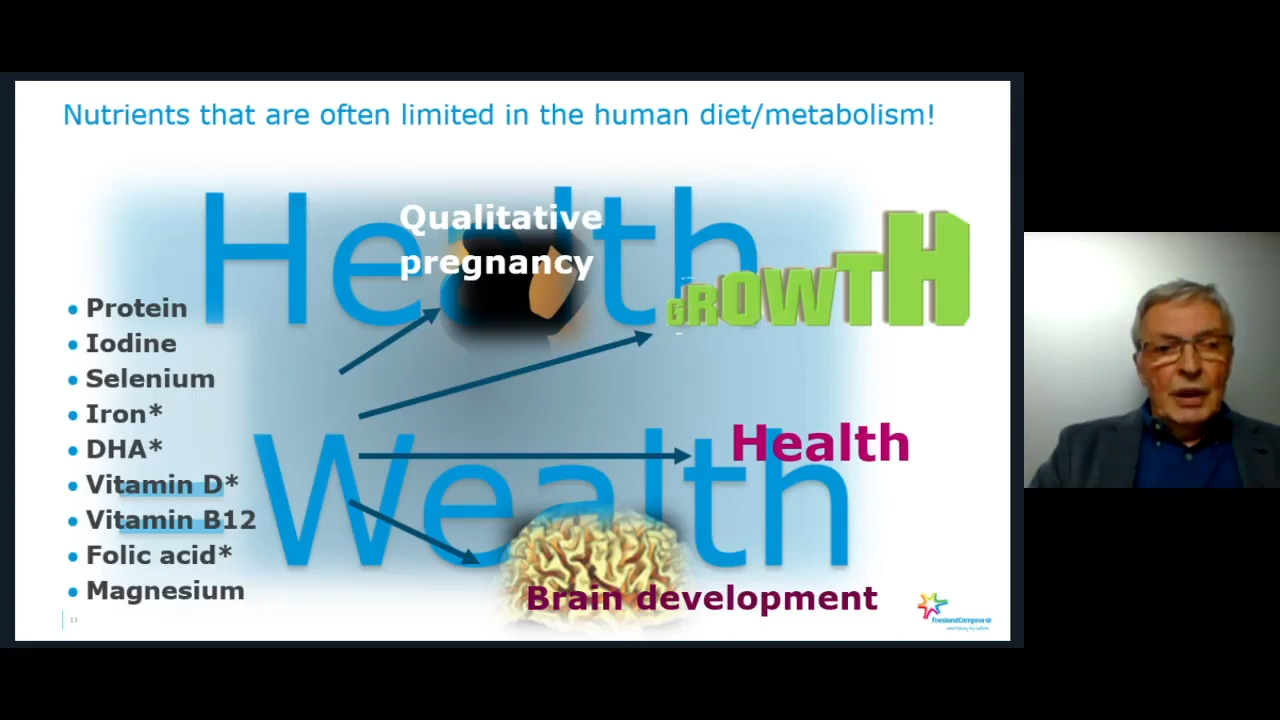 Nutrients that are often limited in the human diet/metabolism!
Health
Qualitative
pregnancy
GROWTH
• Protein
• Iodine
• Selenium
• Iron*
• DHA*
• Vitamin D*
• Vitamin B12
• Folic acid*
• Magnesium
Wealth
Health
Brain development
11
FrieslandCampina